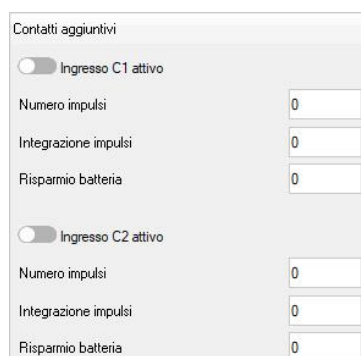 Contatti aggiuntivi
Ingresso C1 attivo
Numero impulsi 0
Integrazione impulsi 0
Risparmio batteria 0
Ingresso C2 attivo
Numero impulsi 0
Integrazione impulsi 0
Risparmio batteria 0